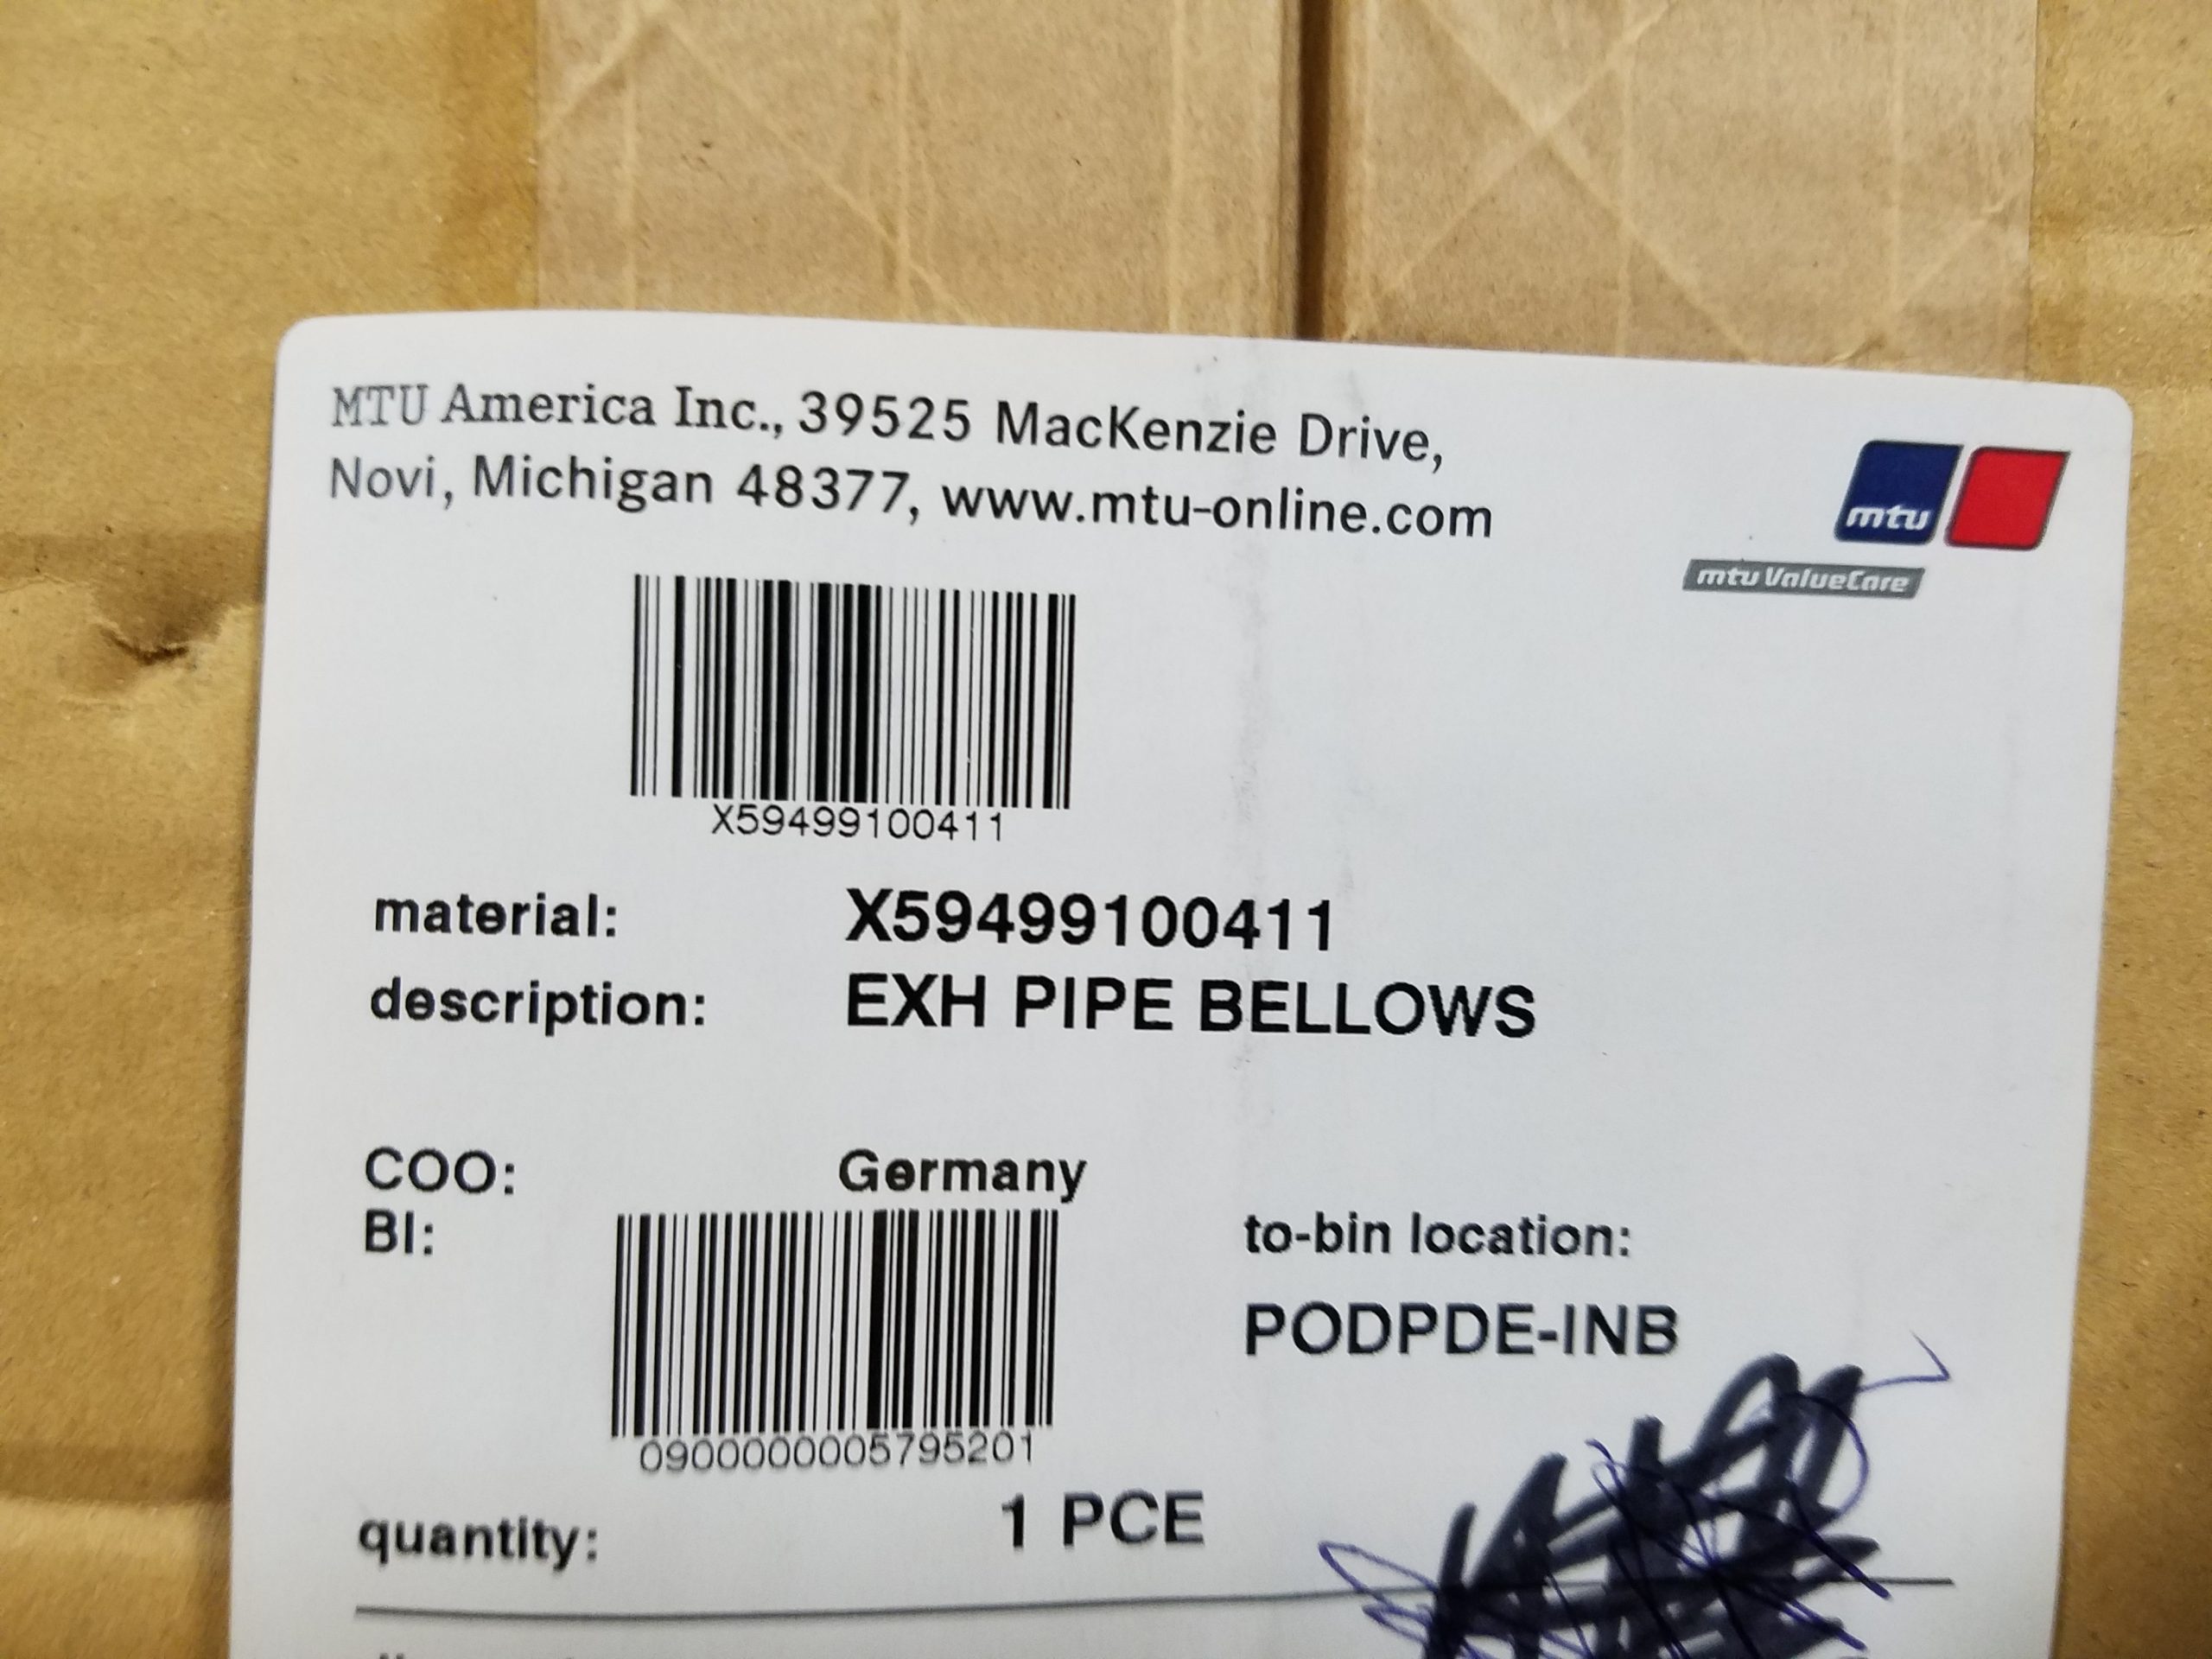 MTU America Inc., 39525 MacKenzie Drive,
Novi, Michigan 48377, www.mtu-online.com
mtu
mtu ValueCare
X59499100411
material: X59499100411
description: EXH PIPE BELLOWS
COO: Germany
BI:
to-bin location:
PODPDE-INB
0900000005795201
quantity: 1 PCE